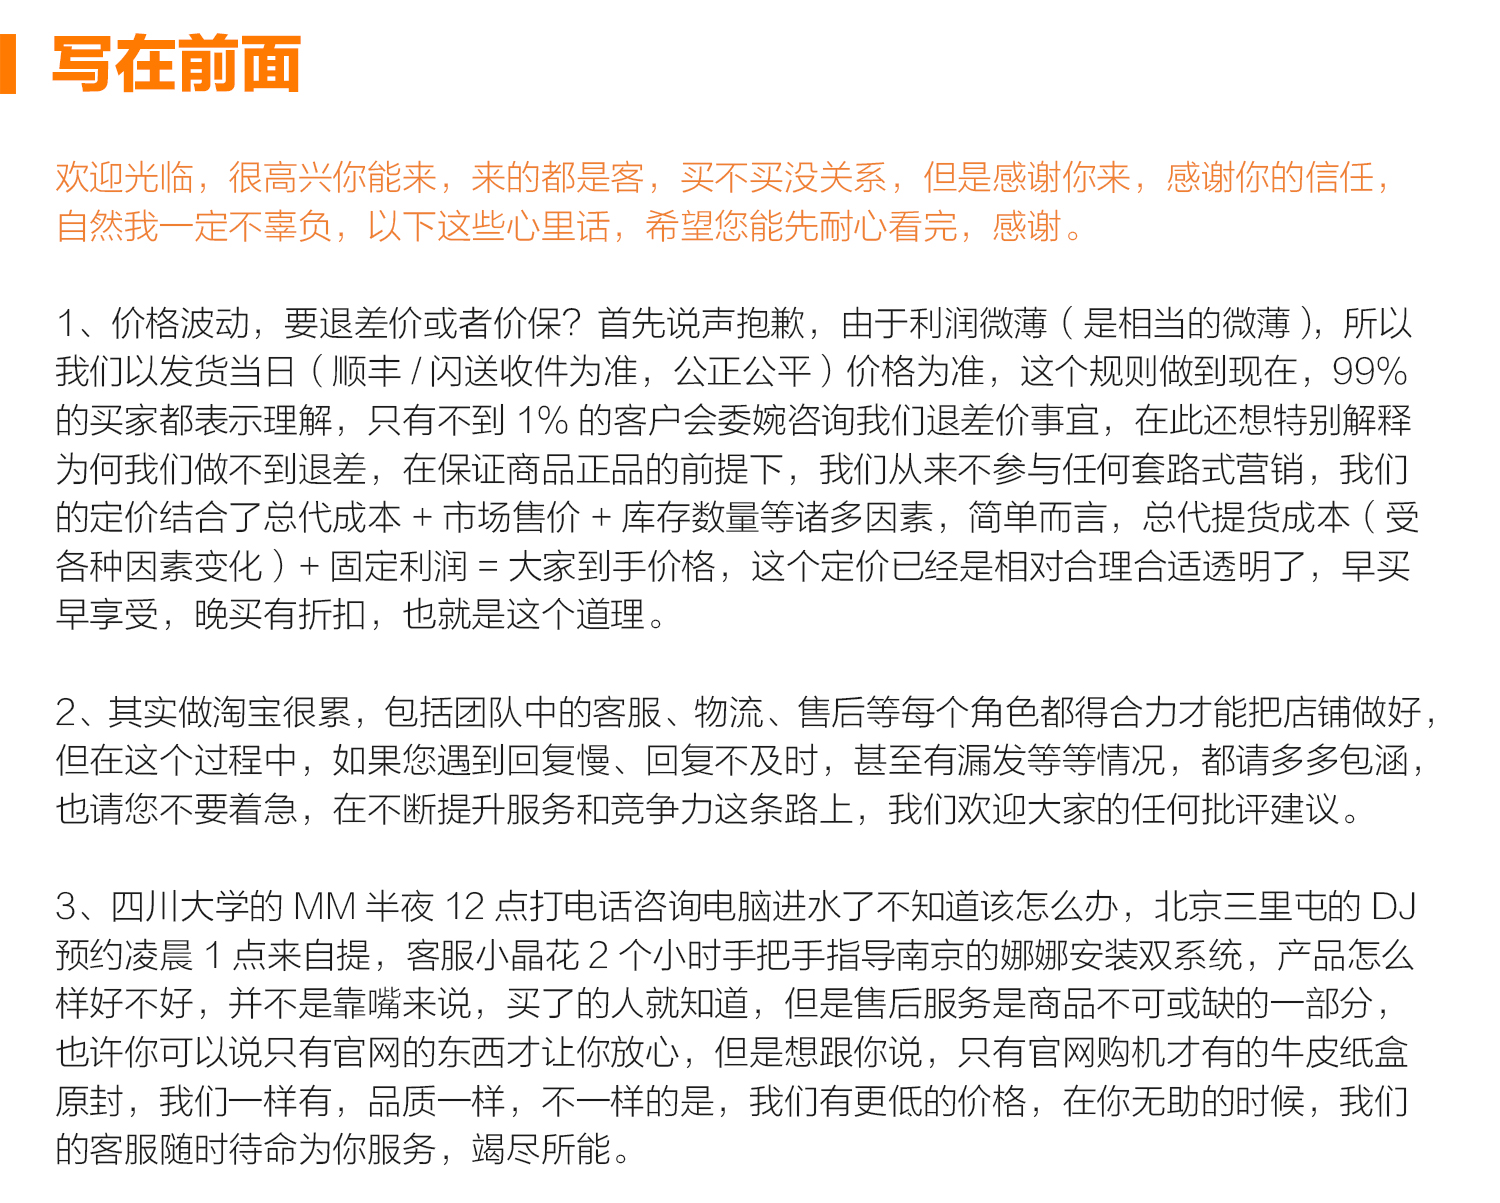 写在前面
欢迎光临，很高兴你能来，来的都是客，买不买没关系，但是感谢你来，感谢你的信任，
自然我一定不辜负，以下这些心里话，希望您能先耐心看完，感谢。
1、价格波动，要退差价或者价保？首先说声抱歉，由于利润微薄（是相当的微薄），所以
我们以发货当日（顺丰/闪送收件为准，公正公平）价格为准，这个规则做到现在，99%
的买家都表示理解，只有不到 1% 的客户会委婉咨询我们退差价事宜，在此还想特别解释
为何我们做不到退差，在保证商品正品的前提下，我们从来不参与任何套路式营销，我们
的定价结合了总代成本 + 市场售价 + 库存数量等诸多因素，简单而言，总代提货成本（受
各种因素变化）+ 固定利润 = 大家到手价格，这个定价已经是相对合理合适透明了，早买
早享受，晚买有折扣，也就是这个道理。
2、其实做淘宝很累，包括团队中的客服、物流、售后等每个角色都得合力才能把店铺做好，
但在这个过程中，如果您遇到回复慢、回复不及时，甚至有漏发等等情况，都请多多包涵，
也请您不要着急，在不断提升服务和竞争力这条路上，我们欢迎大家的任何批评建议。
3、四川大学的 MM 半夜 12 点打电话咨询电脑进水了不知道该怎么办，北京三里屯的 DJ
预约凌晨 1 点来自提，客服小晶花 2 个小时手把手指导南京的娜娜安装双系统，产品怎么
样好不好，并不是靠嘴来说，买了的人就知道，但是售后服务是商品不可或缺的一部分，
也许你可以说只有官网的东西才让你放心，但是想跟你说，只有官网购机才有的牛皮纸盒
原封，我们一样有，品质一样，不一样的是，我们有更低的价格，在你无助的时候，我们
的客服随时待命为你服务，竭尽所能。